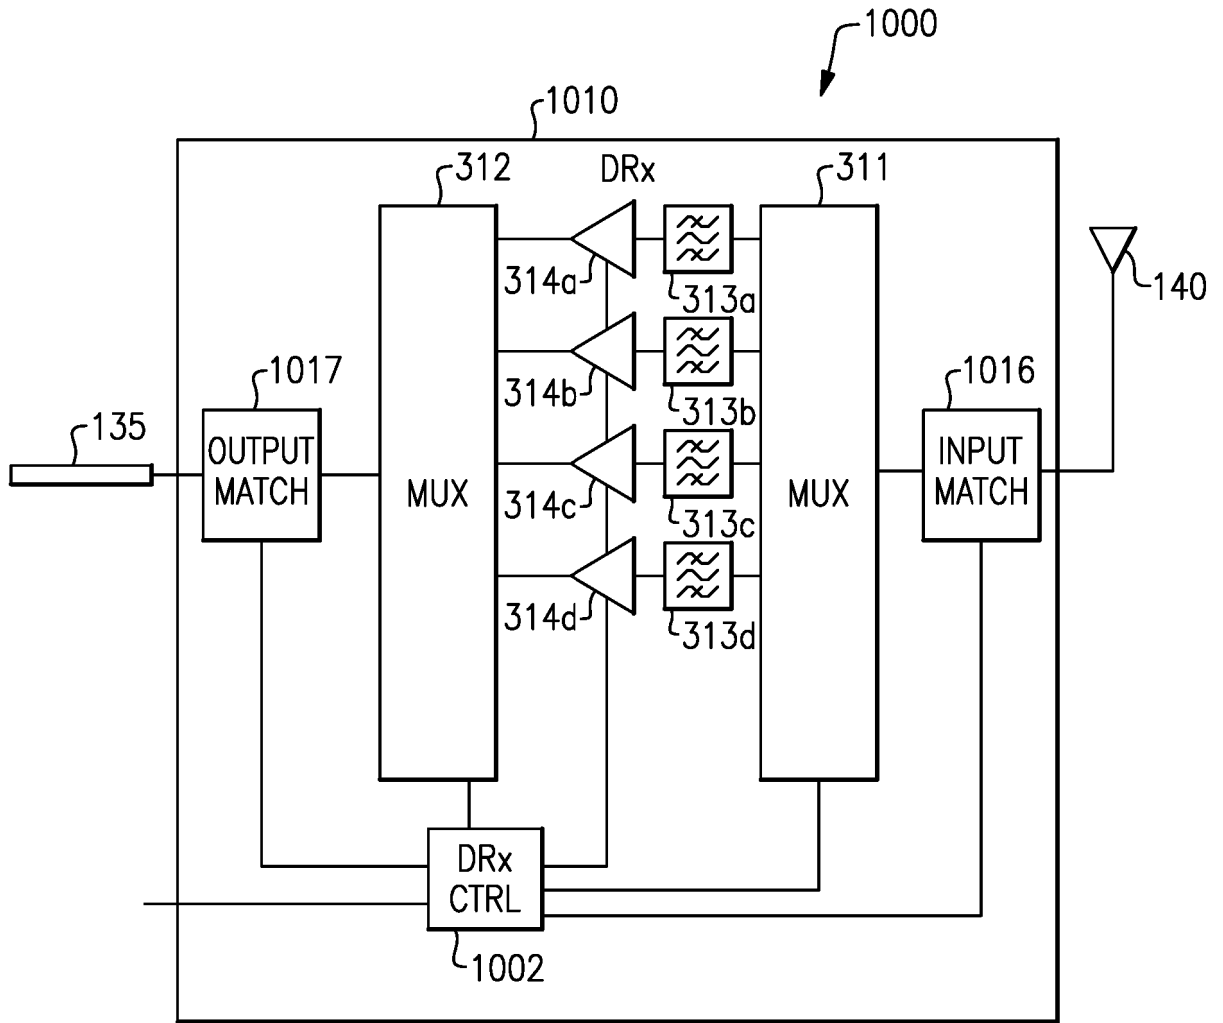 1000
1010
312
DRx
311
314a
313a
140
314b
313b
1017
1016
135
OUTPUT
MATCH
MUX
314c
313c
MUX
INPUT
MATCH
314d
313d
DRx
CTRL
1002